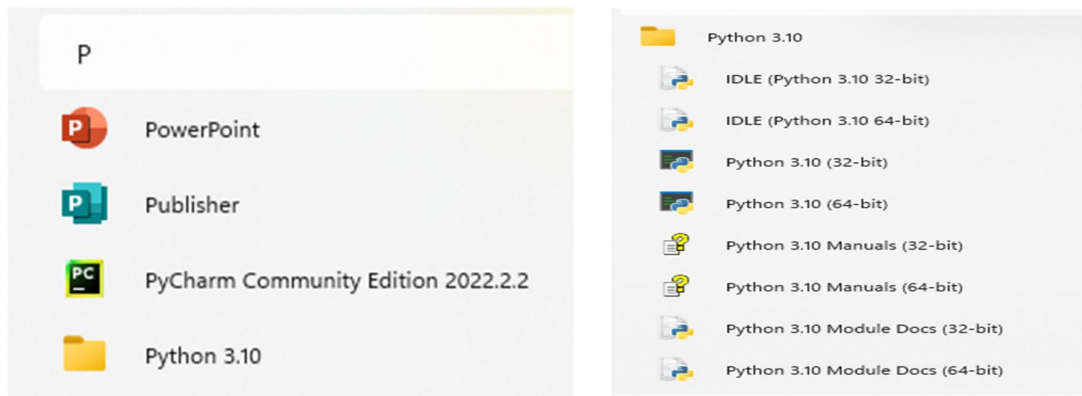 P
P PowerPoint
P Publisher
PC PyCharm Community Edition 2022.2.2
Python 3.10
Python 3.10
IDLE (Python 3.10 32-bit)
IDLE (Python 3.10 64-bit)
Python 3.10 (32-bit)
Python 3.10 (64-bit)
Python 3.10 Manuals (32-bit)
Python 3.10 Manuals (64-bit)
Python 3.10 Module Docs (32-bit)
Python 3.10 Module Docs (64-bit)